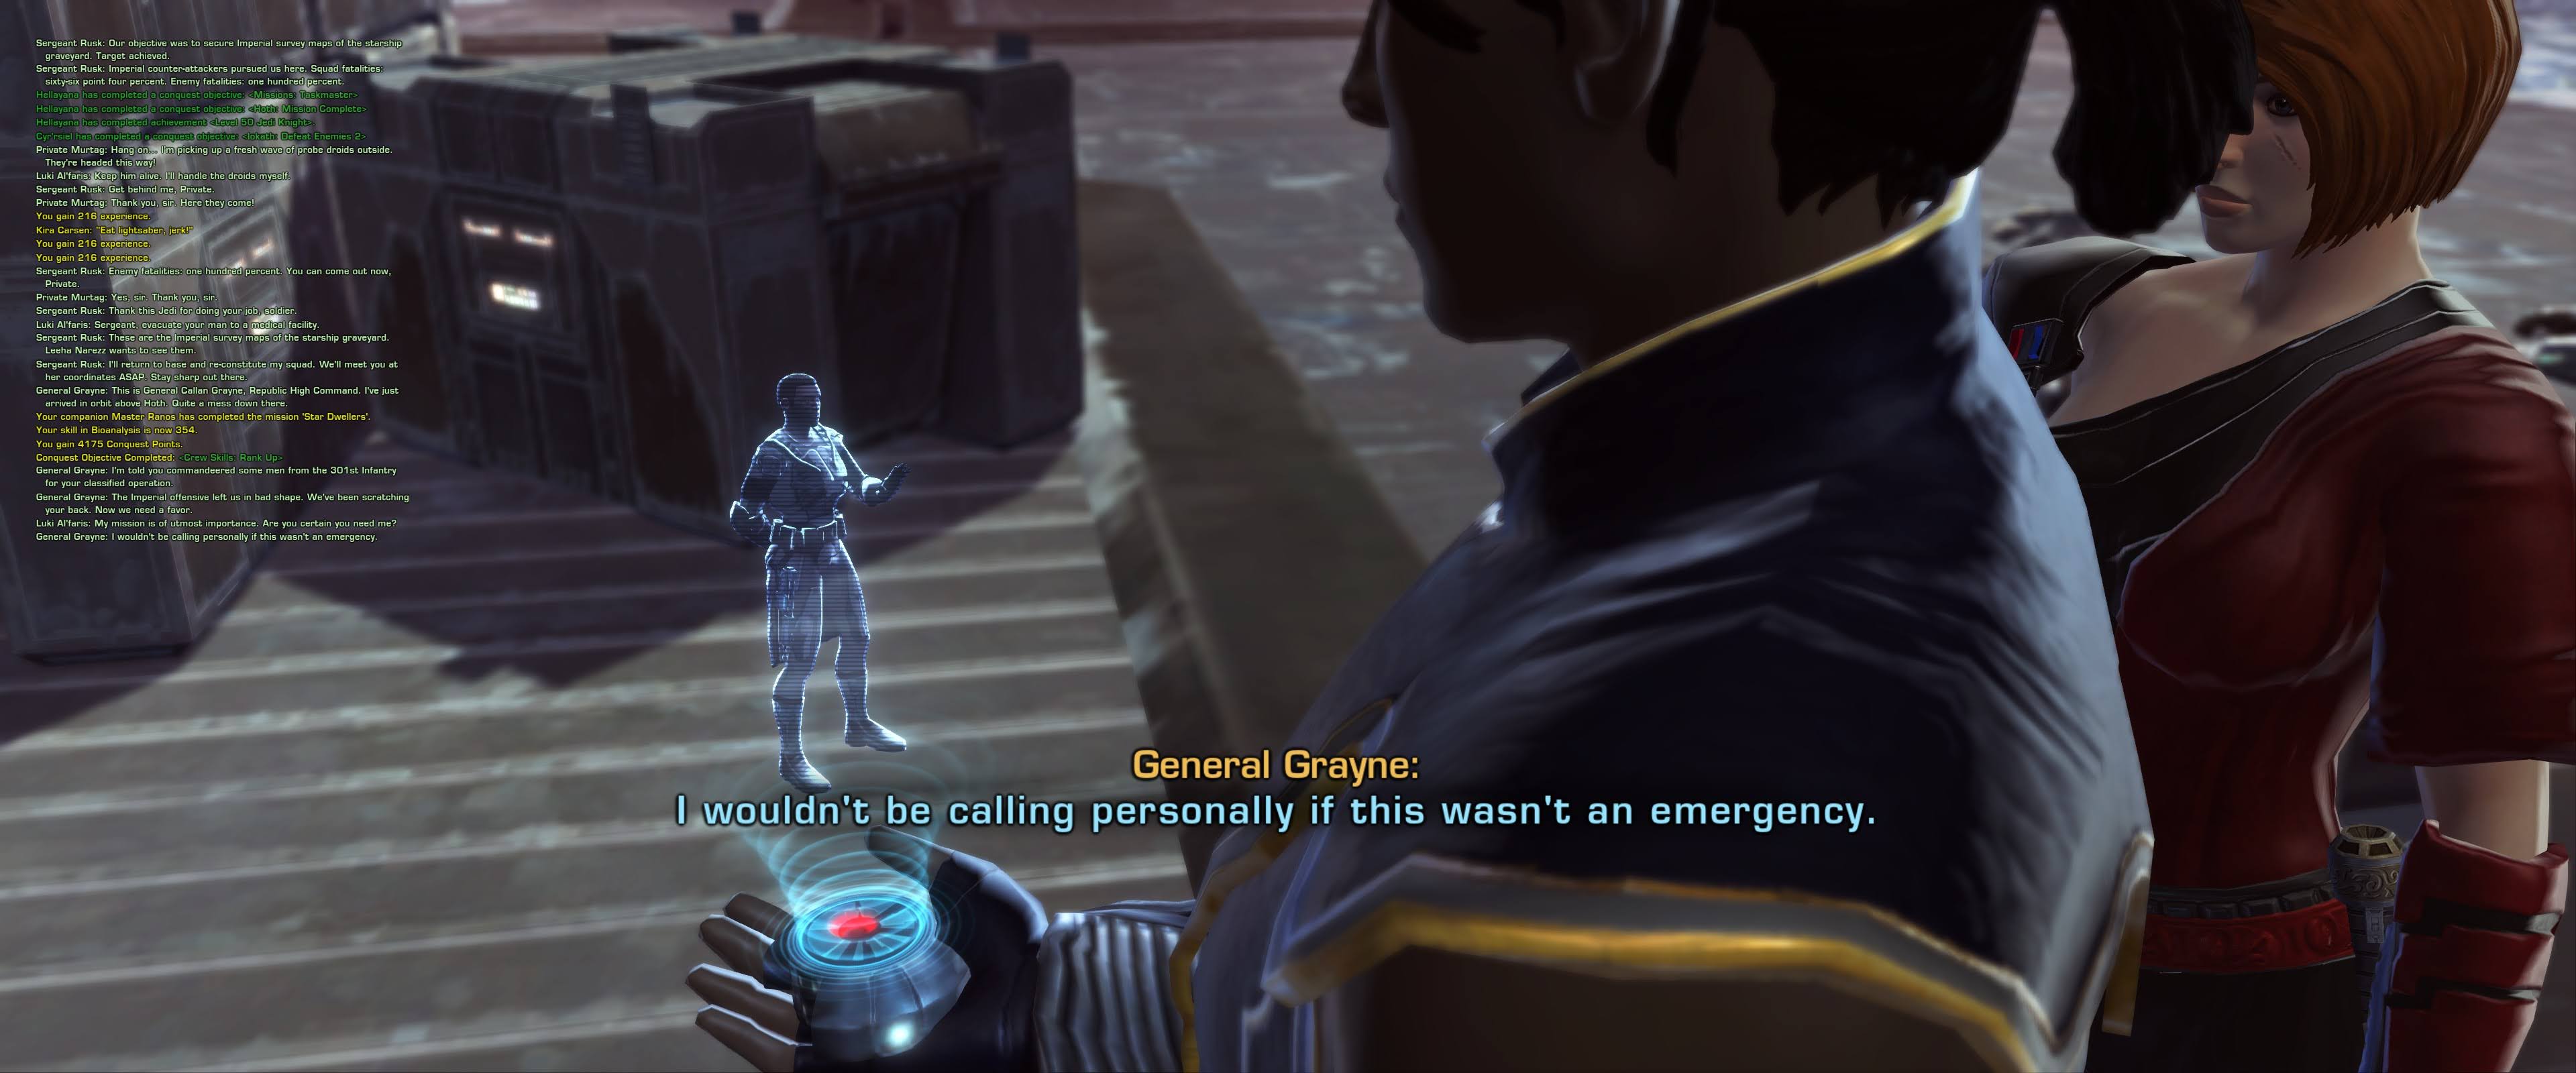 Sergeant Rusk: Our objective was to secure Imperial survey maps of the starship
graveyard. Target achieved.
Sergeant Rusk: Imperial counter-attackers pursued us here. Squad fatalities:
sixty-six point four percent. Enemy fatalities: one hundred percent.
Hellayana has completed a conquest objective: <Missions: Taskmaster>
Hellayana has completed a conquest objective: <Hoth: Mission Complete>
Hellayana has completed achievement <Level 50 Jedi Knight>
Cyr'rsiel has completed a conquest objective: <Iokath: Defeat Enemies 2>
Private Murtag: Hang on... I'm picking up a fresh wave of probe droids outside.
They're headed this way!
Luki Al'faris: Keep him alive. I'll handle the droids myself.
Sergeant Rusk: Get behind me, Private.
Private Murtag: Thank you, sir. Here they come!
You gain 216 experience.
Kira Carsen: "Eat lightsaber, jerk!"
You gain 216 experience.
You gain 216 experience.
Sergeant Rusk: Enemy fatalities: one hundred percent. You can come out now,
Private.
Private Murtag: Yes, sir. Thank you, sir.
Sergeant Rusk: Thank this Jedi for doing your job, soldier.
Luki Al'faris: Sergeant, evacuate your man to a medical facility.
Sergeant Rusk: These are the Imperial survey maps of the starship graveyard.
Leeha Narezz wants to see them.
Sergeant Rusk: I'll return to base and re-constitute my squad. We'll meet you at
her coordinates ASAP. Stay sharp out there.
General Grayne: This is General Callan Grayne, Republic High Command. I've just
arrived in orbit above Hoth. Quite a mess down there.
Your companion Master Ranos has completed the mission 'Star Dwellers'.
Your skill in Bioanalysis is now 354.
You gain 4175 Conquest Points.
Conquest Objective Completed: <Crew Skills: Rank Up>
General Grayne: I'm told you commandeered some men from the 301st Infantry
for your classified operation.
General Grayne: The Imperial offensive left us in bad shape. We've been scratching
your back. Now we need a favor.
Luki Al'faris: My mission is of utmost importance. Are you certain you need me?
General Grayne: I wouldn't be calling personally if this wasn't an emergency.
General Grayne:
I wouldn't be calling personally if this wasn't an emergency.